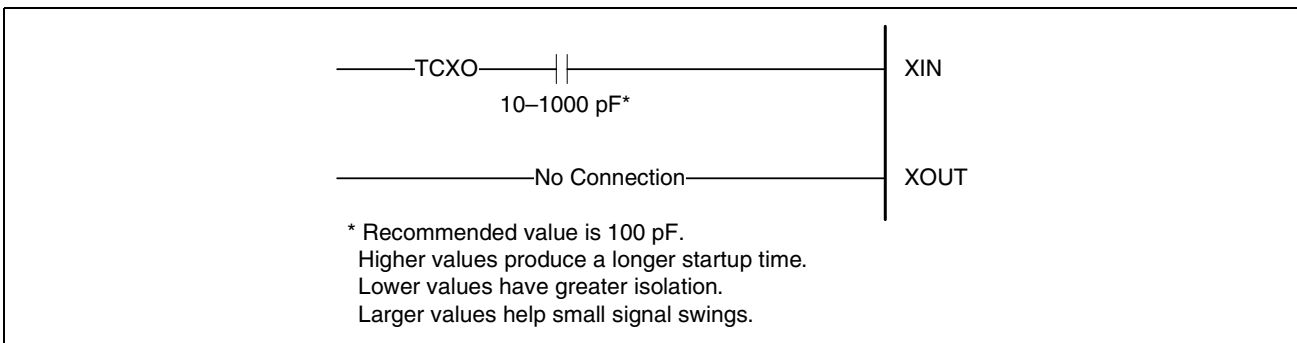 TCXO XIN
10–1000 pF*
No Connection XOUT
* Recommended value is 100 pF.
Higher values produce a longer startup time.
Lower values have greater isolation.
Larger values help small signal swings.